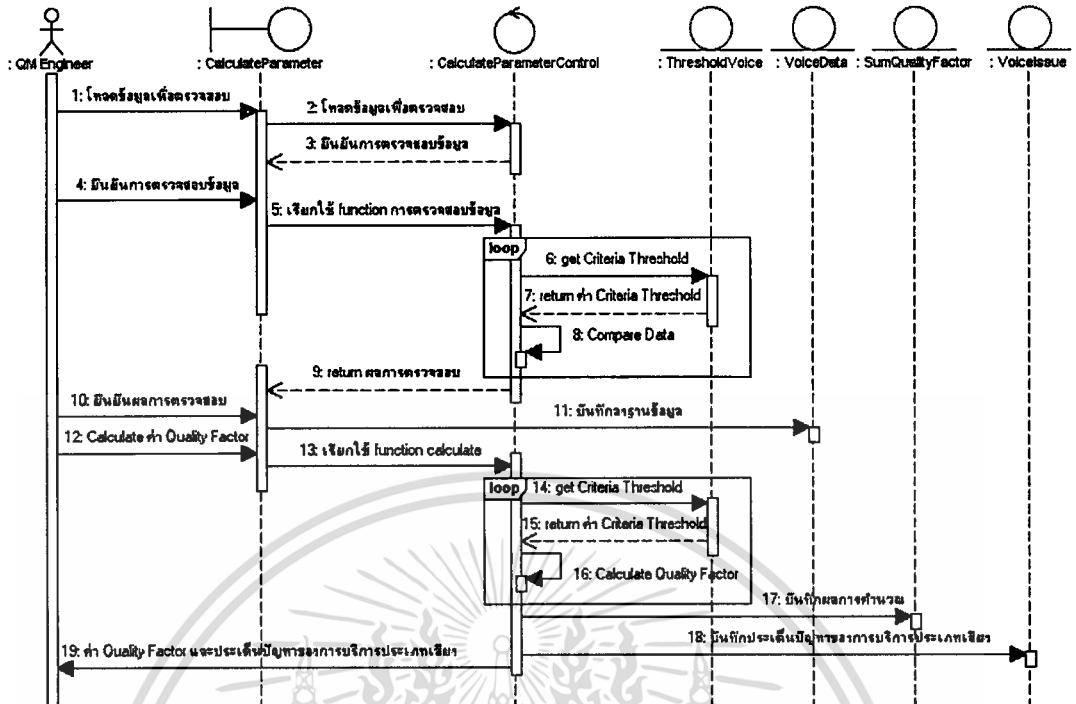 : QM Engineer
: CalculateParameter
: CalculateParameterControl
: ThresholdVoice
: VoiceData
: SumQualityFactor
: VoiceIssue
1: โหลดข้อมูลเพื่อตรวจสอบ
2: โหลดข้อมูลเพื่อตรวจสอบ
3: ยืนยันการตรวจสอบข้อมูล
4: ยืนยันการตรวจสอบข้อมูล
5: เรียกใช้ function การตรวจสอบข้อมูล
loop
6: get Criteria Threshold
7: return ค่า Criteria Threshold
8: Compare Data
9: return ผลการตรวจสอบ
10: ยืนยันผลการตรวจสอบ
11: บันทึกลงฐานข้อมูล
12: Calculate ค่า Quality Factor
13: เรียกใช้ function calculate
loop
14: get Criteria Threshold
15: return ค่า Criteria Threshold
16: Calculate Quality Factor
17: บันทึกผลการคำนวณ
18: บันทึกประเด็นปัญหาของการบริการประเภทเสียง
19: ค่า Quality Factor และประเด็นปัญหาของการบริการประเภทเสียง